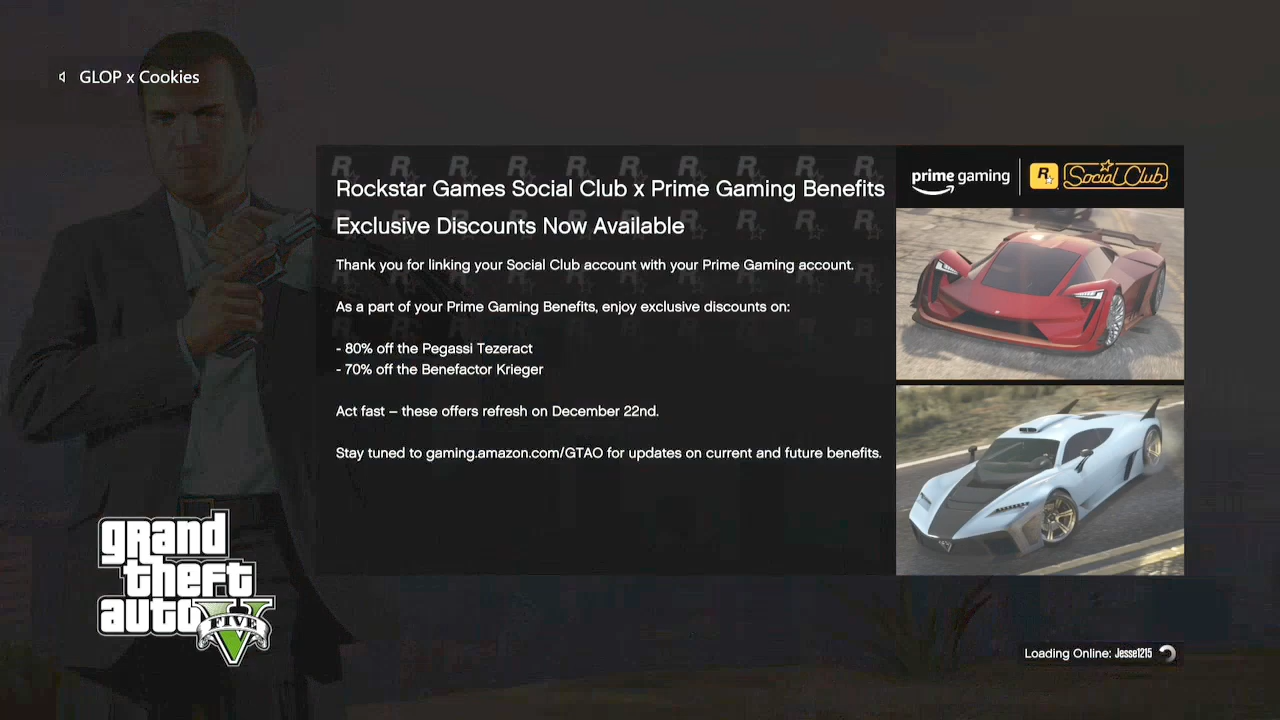 GLOP x Cookies
Rockstar Games Social Club x Prime Gaming Benefits
Exclusive Discounts Now Available
Thank you for linking your Social Club account with your Prime Gaming account.
As a part of your Prime Gaming Benefits, enjoy exclusive discounts on:
- 80% off the Pegassi Tezeract
- 70% off the Benefactor Krieger
Act fast – these offers refresh on December 22nd.
Stay tuned to gaming.amazon.com/GTAO for updates on current and future benefits.
prime gaming
R
Social Club
grand
theft
auto
V
FIVE
Loading Online: Jesse1215